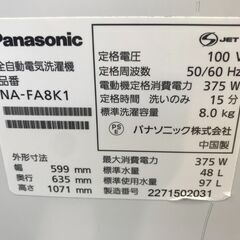 Panasonic
全自動電気洗濯機
品番
NA-FA8K1
外形寸法
幅 599 mm
奥行 635 mm
高さ 1071 mm
JET
定格電圧 100 V
定格周波数 50/60 Hz
電動機定格消費電力 375 W
定格時間 15 分
標準洗濯容量 8.0 kg
PS E
パナソニック株式会社
中国製
最大消費電力 375 W
標準水量 48 L
標準使用水量 97 L
製造番号 2271502031